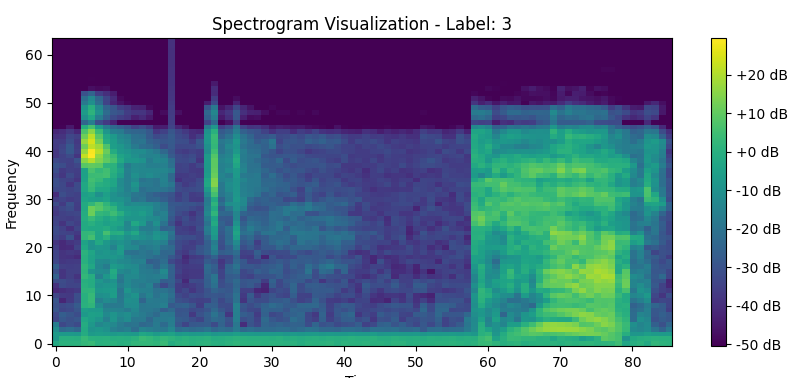 Spectrogram Visualization - Label: 3
60
50
40
30
20
10
0
Frequency
0 10 20 30 40 50 60 70 80
+20 dB
+10 dB
+0 dB
-10 dB
-20 dB
-30 dB
-40 dB
-50 dB